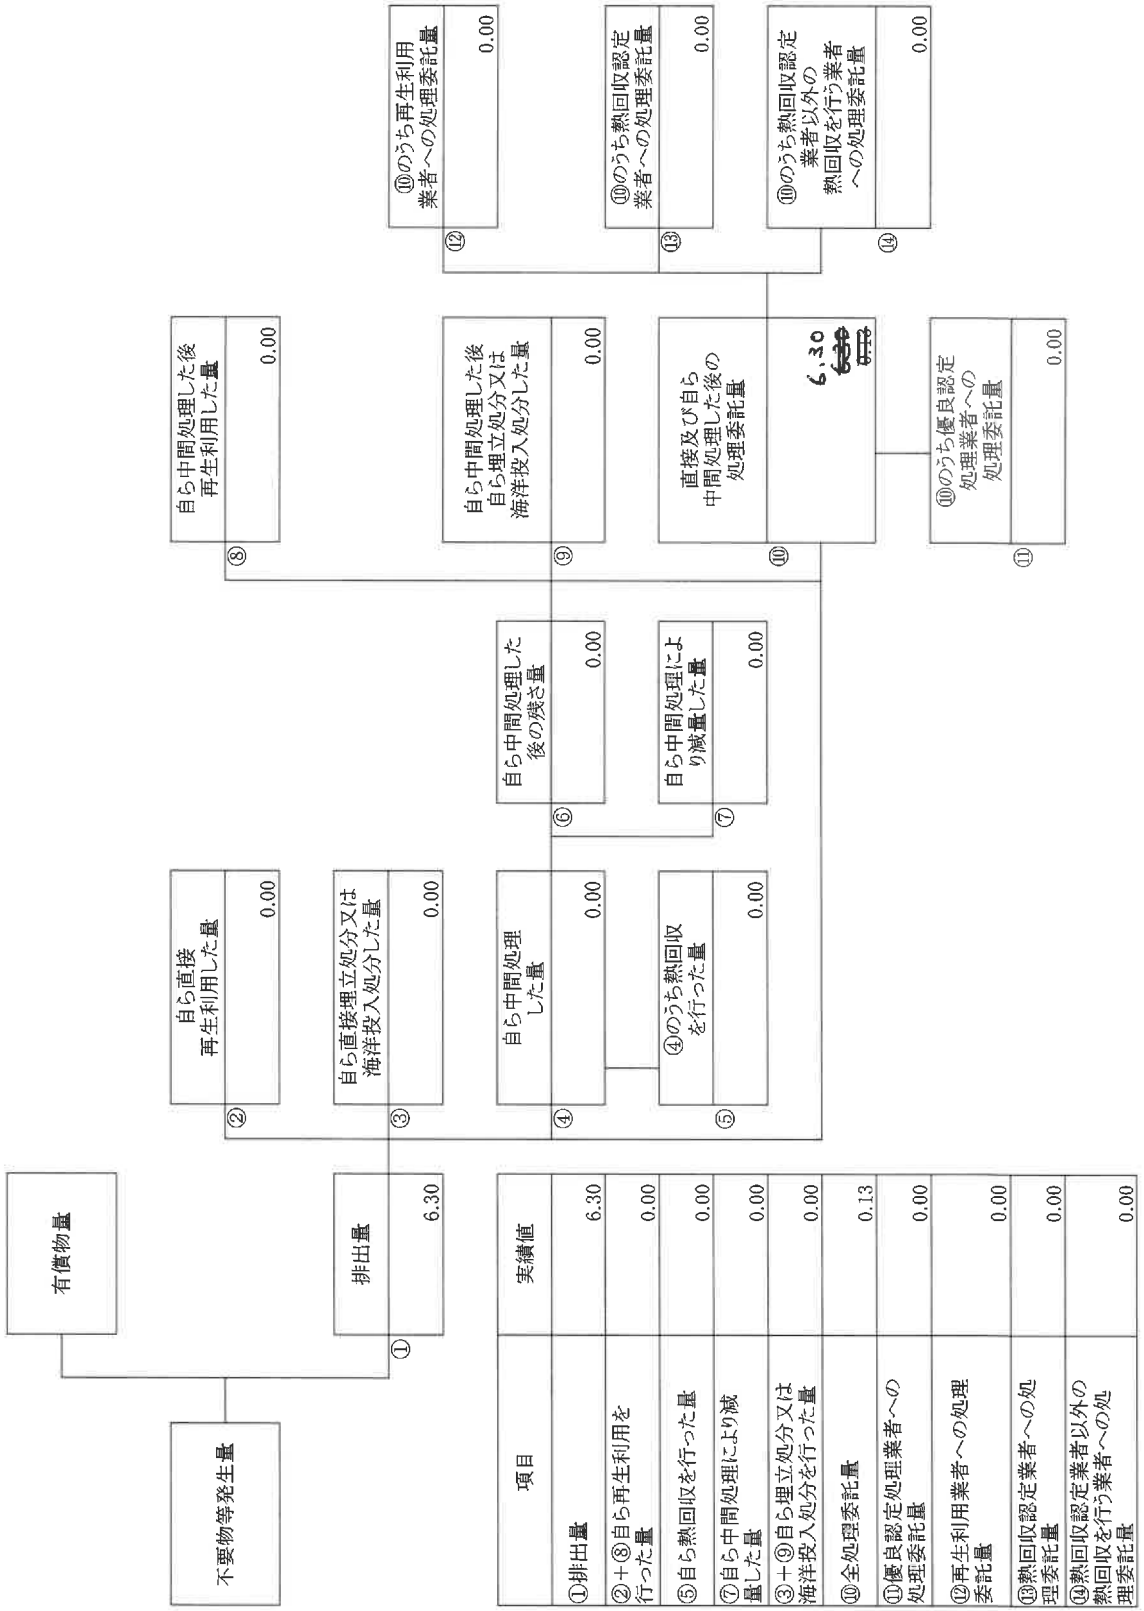 不要物等発生量
有償物量
①
排出量
6.30
②
自ら直接
再生利用した量
0.00
③
自ら直接埋立処分又は
海洋投入処分した量
0.00
④
自ら中間処理
した量
0.00
⑤
④のうち熱回収
を行った量
0.00
⑥
自ら中間処理した
後の残さ量
0.00
⑦
自ら中間処理によ
り減量した量
0.00
⑧
自ら中間処理した後
再生利用した量
0.00
⑨
自ら中間処理した後
自ら埋立処分又は
海洋投入処分した量
0.00
⑩
直接及び自ら
中間処理した後の
処理委託量
6.30
6.30
0.13
⑪
⑩のうち優良認定
処理業者への
処理委託量
0.00
⑫
⑩のうち再生利用
業者への処理委託量
0.00
⑬
⑩のうち熱回収認定
業者への処理委託量
0.00
⑭
⑩のうち熱回収認定
業者以外の
熱回収を行う業者
への処理委託量
0.00
項目 実績値
①排出量 6.30
②+⑧自ら再生利用を
行った量 0.00
⑤自ら熱回収を行った量 0.00
⑦自ら中間処理により減
量した量 0.00
③+⑨自ら埋立処分又は
海洋投入処分を行った量 0.00
⑩全処理委託量 0.13
⑪優良認定処理業者への
処理委託量 0.00
⑫再生利用業者への処理
委託量 0.00
⑬熱回収認定業者への処
理委託量 0.00
⑭熱回収認定業者以外の
熱回収を行う業者への処
理委託量 0.00